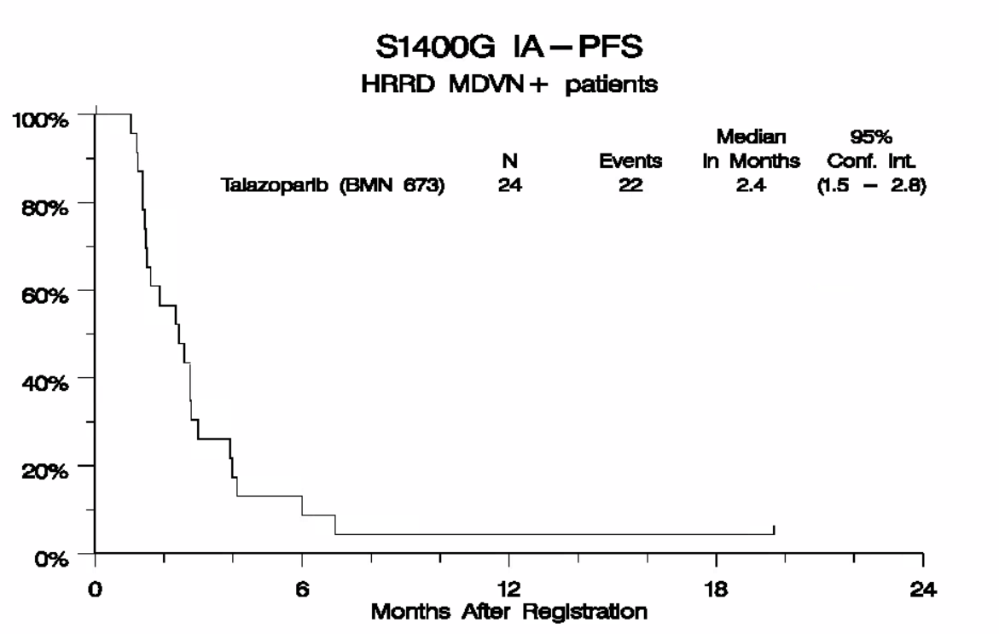 S1400G IA-PFS
HRRD MDVN+ patients
Median 95%
N Events In Months Conf. Int.
Talazoparib (BMN 673) 24 22 2.4 (1.5 - 2.8)
100%
80%
60%
40%
20%
0%
0 6 12 18 24
Months After Registration